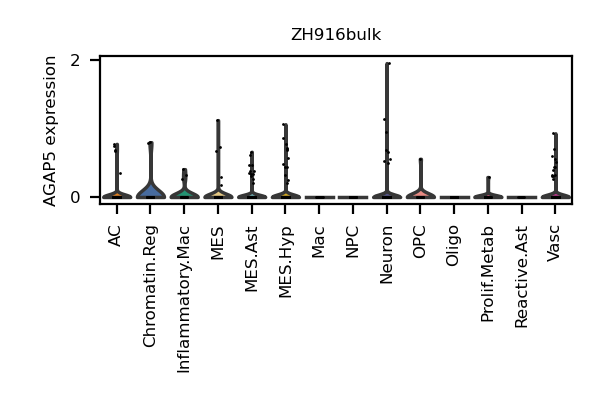 ZH916bulk
AGAP5 expression
2
0
AC
Chromatin.Reg
Inflammatory.Mac
MES
MES.Ast
MES.Hyp
Mac
NPC
Neuron
OPC
Oligo
Prolif.Metab
Reactive.Ast
Vasc